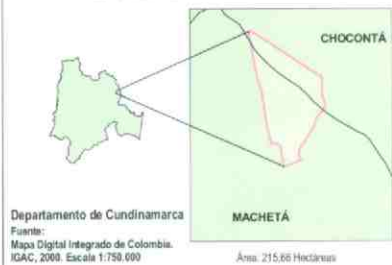 CHOCONTÁ
MACHETÁ
Departamento de Cundinamarca
Fuente:
Mapa Digital Integrado de Colombia.
IGAC, 2000. Escala 1:750.000
Área: 215,66 Hectáreas